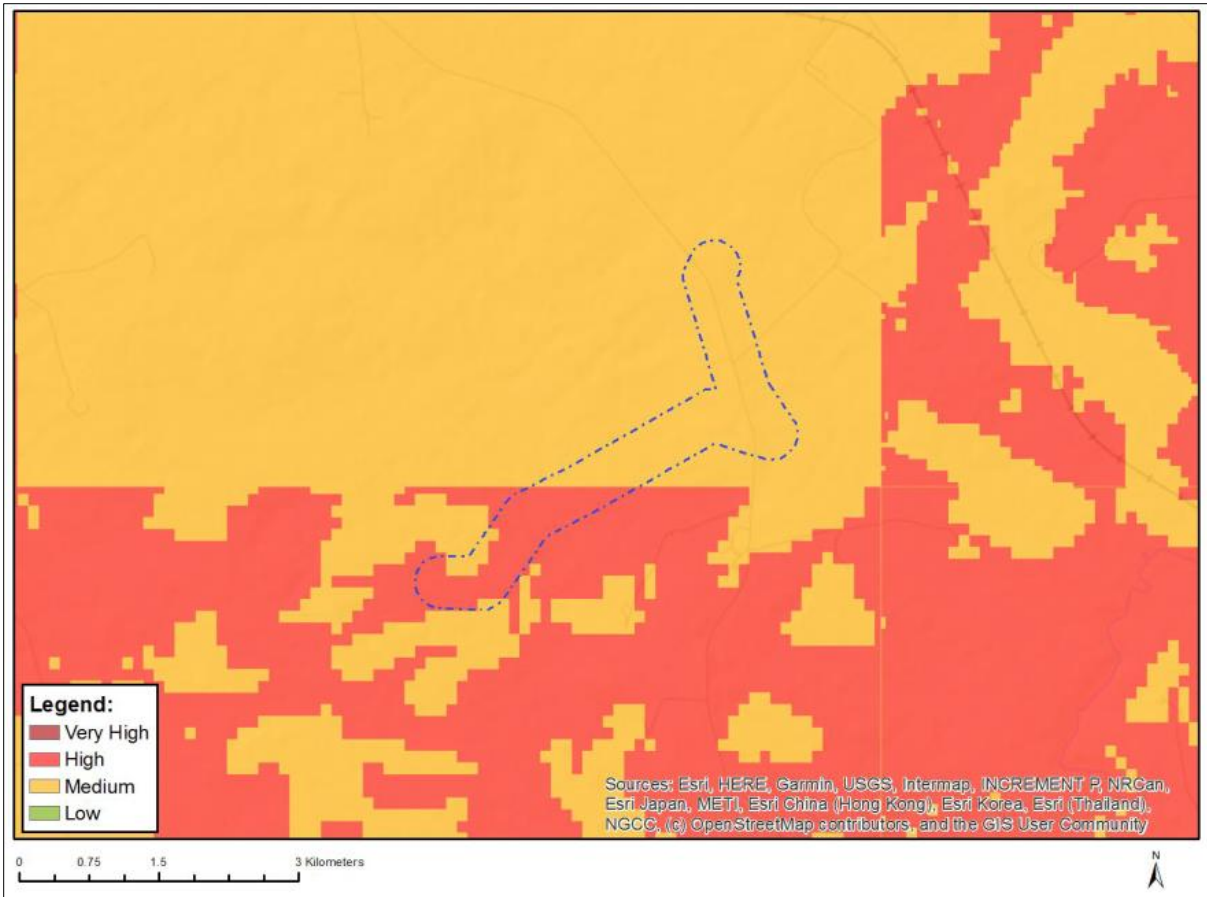 Legend:
Very High
High
Medium
Low
Sources: Esri, HERE, Garmin, USGS, Intermap, INCREMENT P, NRCan,
Esri Japan, METI, Esri China (Hong Kong), Esri Korea, Esri (Thailand),
NGCC, (c) OpenStreetMap contributors, and the GIS User Community
0 0.75 1.5 3 Kilometers
N